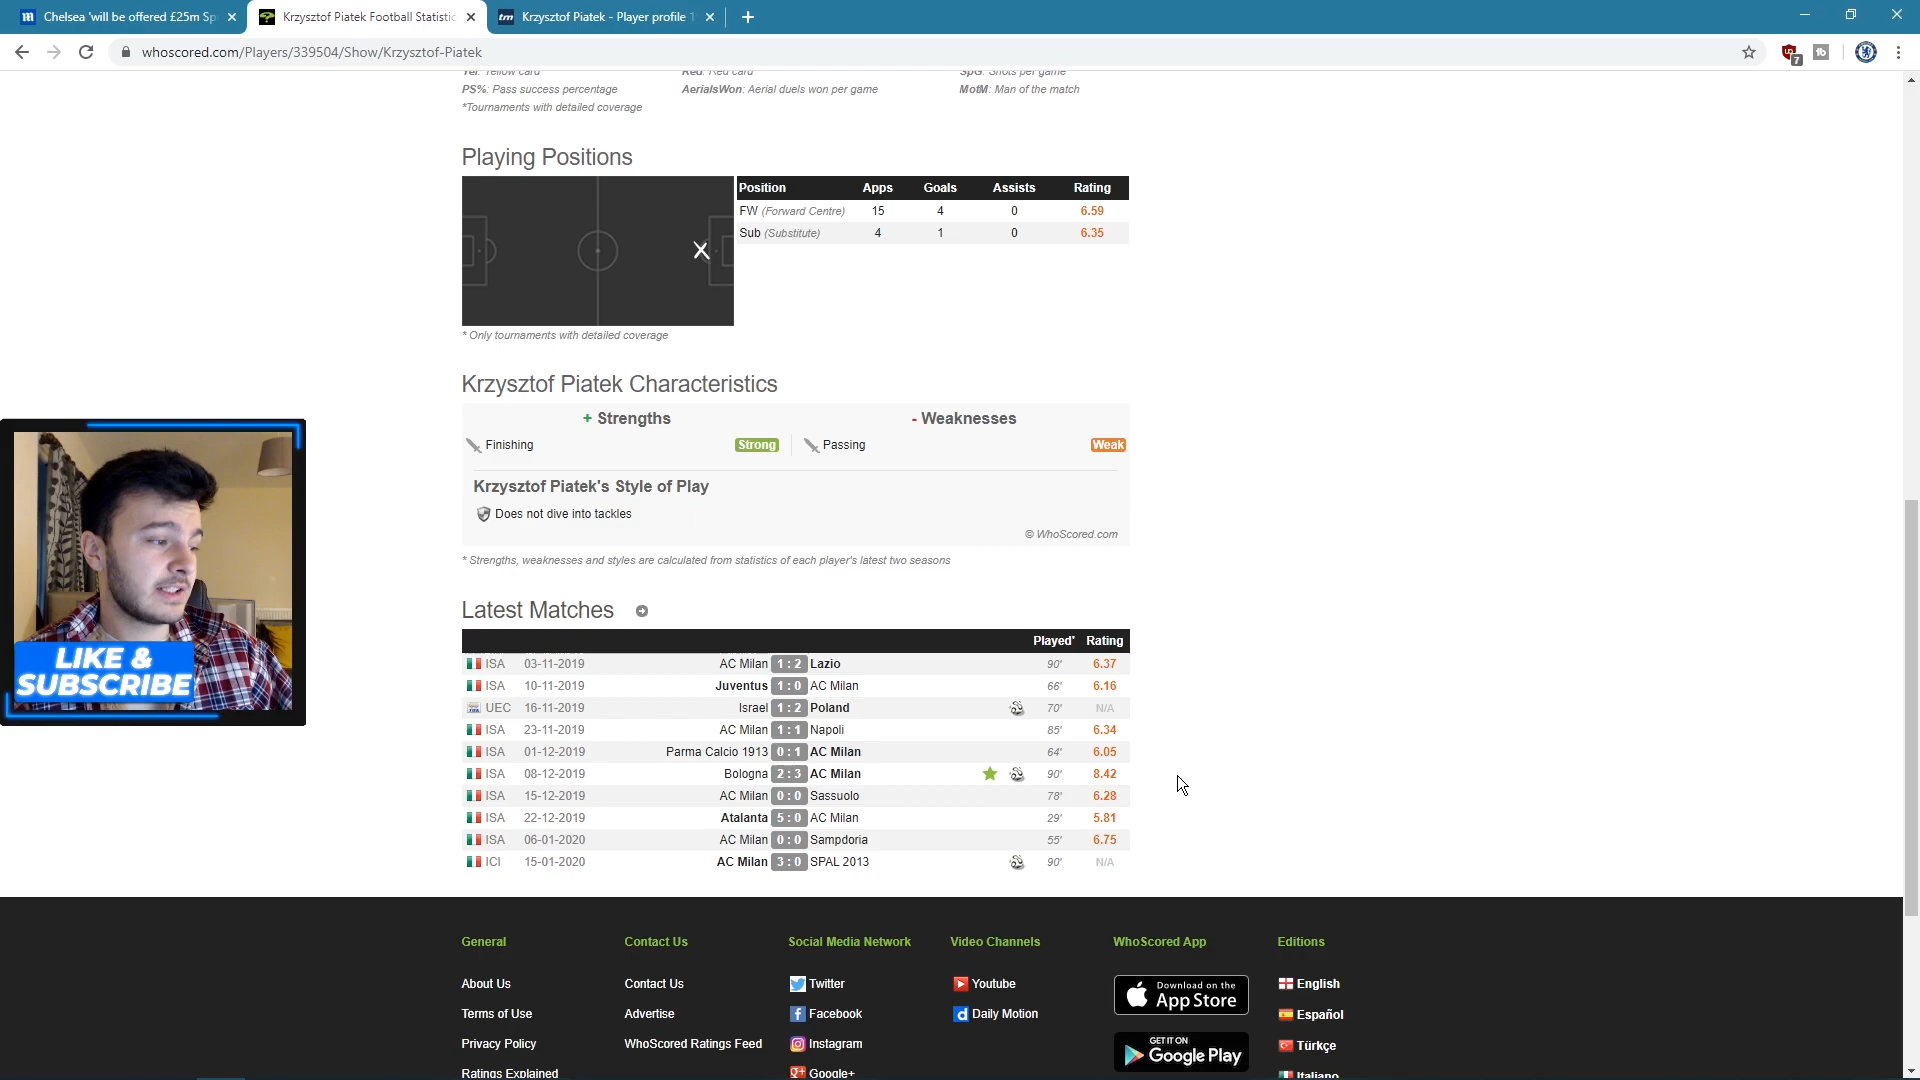 Chelsea 'will be offered £25m Sp
Krzysztof Piatek Football Statistic
tm Krzysztof Piatek - Player profile 1
whoscored.com/Players/339504/Show/Krzysztof-Piatek
7
Yel: Yellow card Red: Red card SpG: Shots per game
PS%: Pass success percentage AerialsWon: Aerial duels won per game MotM: Man of the match
*Tournaments with detailed coverage
Playing Positions
Position Apps Goals Assists Rating
FW (Forward Centre) 15 4 0 6.59
Sub (Substitute) 4 1 0 6.35
* Only tournaments with detailed coverage
Krzysztof Piatek Characteristics
+ Strengths - Weaknesses
Finishing Strong Passing Weak
Krzysztof Piatek's Style of Play
Does not dive into tackles
© WhoScored.com
* Strengths, weaknesses and styles are calculated from statistics of each player's latest two seasons
Latest Matches
Played* Rating
ISA 03-11-2019 AC Milan 1 : 2 Lazio 90' 6.37
ISA 10-11-2019 Juventus 1 : 0 AC Milan 66' 6.16
UEC 16-11-2019 Israel 1 : 2 Poland 70' N/A
ISA 23-11-2019 AC Milan 1 : 1 Napoli 85' 6.34
ISA 01-12-2019 Parma Calcio 1913 0 : 1 AC Milan 64' 6.05
ISA 08-12-2019 Bologna 2 : 3 AC Milan 90' 8.42
ISA 15-12-2019 AC Milan 0 : 0 Sassuolo 78' 6.28
ISA 22-12-2019 Atalanta 5 : 0 AC Milan 29' 5.81
ISA 06-01-2020 AC Milan 0 : 0 Sampdoria 55' 6.75
ICI 15-01-2020 AC Milan 3 : 0 SPAL 2013 90' N/A
LIKE &
SUBSCRIBE
General Contact Us Social Media Network Video Channels WhoScored App Editions
About Us Contact Us Twitter Youtube Download on the App Store English
Terms of Use Advertise Facebook Daily Motion Español
Privacy Policy WhoScored Ratings Feed Instagram GET IT ON Google Play Türkçe
Ratings Explained Google+ Italiano